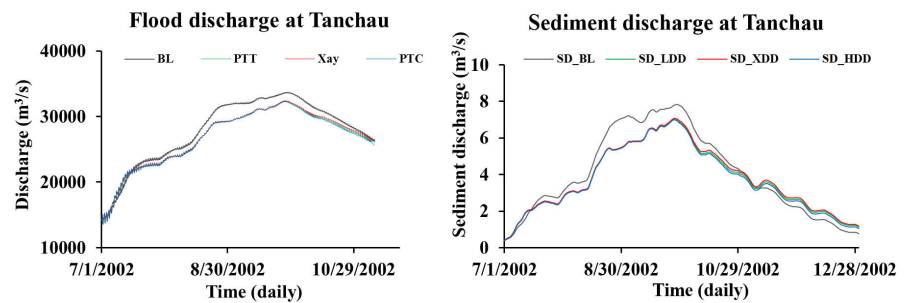 Flood discharge at Tanchau
Discharge (m³/s)
40000
30000
20000
10000
BL PTT Xay PTC
7/1/2002 8/30/2002 10/29/2002
Time (daily)
Sediment discharge at Tanchau
Sediment discharge (m³/s)
10
8
6
4
2
0
SD_BL SD_LDD SD_XDD SD_HDD
7/1/2002 8/30/2002 10/29/2002 12/28/2002
Time (daily)